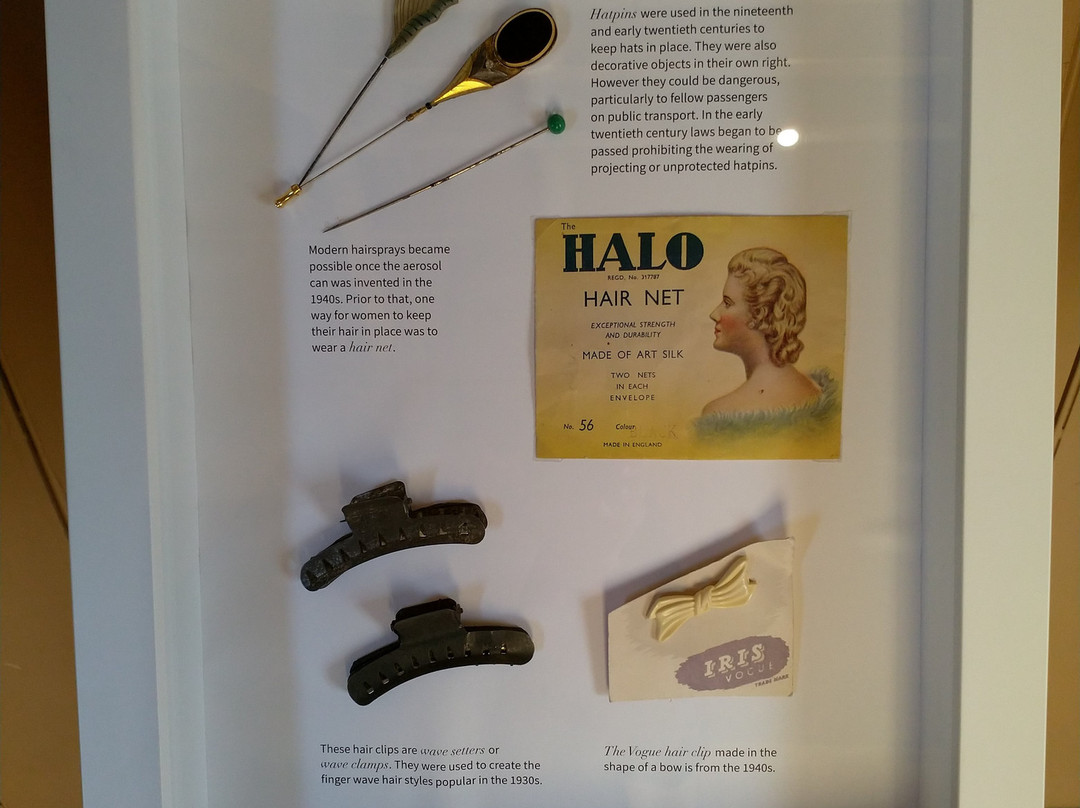 Hatpins were used in the nineteenth
and early twentieth centuries to
keep hats in place. They were also
decorative objects in their own right.
However they could be dangerous,
particularly to fellow passengers
on public transport. In the early
twentieth century laws began to be
passed prohibiting the wearing of
projecting or unprotected hatpins.
Modern hairsprays became
possible once the aerosol
can was invented in the
1940s. Prior to that, one
way for women to keep
their hair in place was to
wear a hair net.
The
HALO
REGD. No. 317787
HAIR NET
EXCEPTIONAL STRENGTH
AND DURABILITY
MADE OF ART SILK
TWO NETS
IN EACH
ENVELOPE
No. 56 Colour
MADE IN ENGLAND
IRIS
VOGUE
TRADE MARK
These hair clips are wave setters or
wave clamps. They were used to create the
finger wave hair styles popular in the 1930s.
The Vogue hair clip made in the
shape of a bow is from the 1940s.